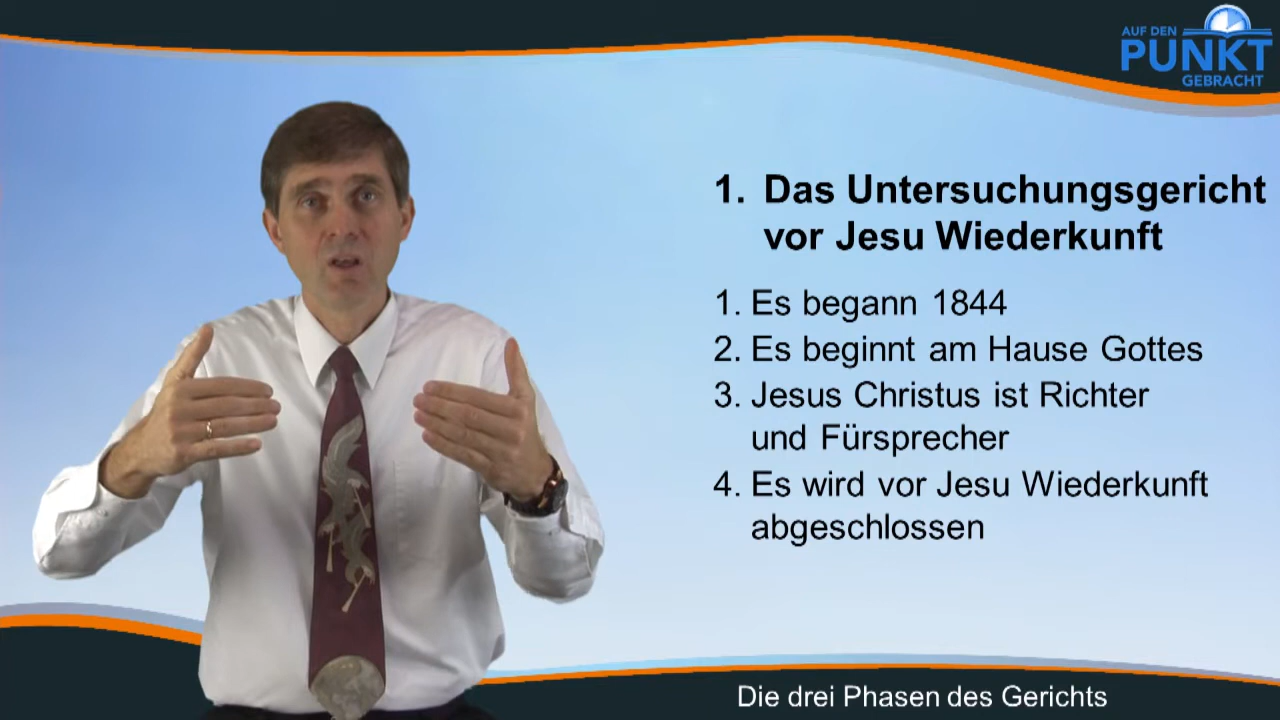 AUF DEN
PUNKT
GEBRACHT
1. Das Untersuchungsgericht
vor Jesu Wiederkunft
1. Es begann 1844
2. Es beginnt am Hause Gottes
3. Jesus Christus ist Richter
und Fürsprecher
4. Es wird vor Jesu Wiederkunft
abgeschlossen
Die drei Phasen des Gerichts